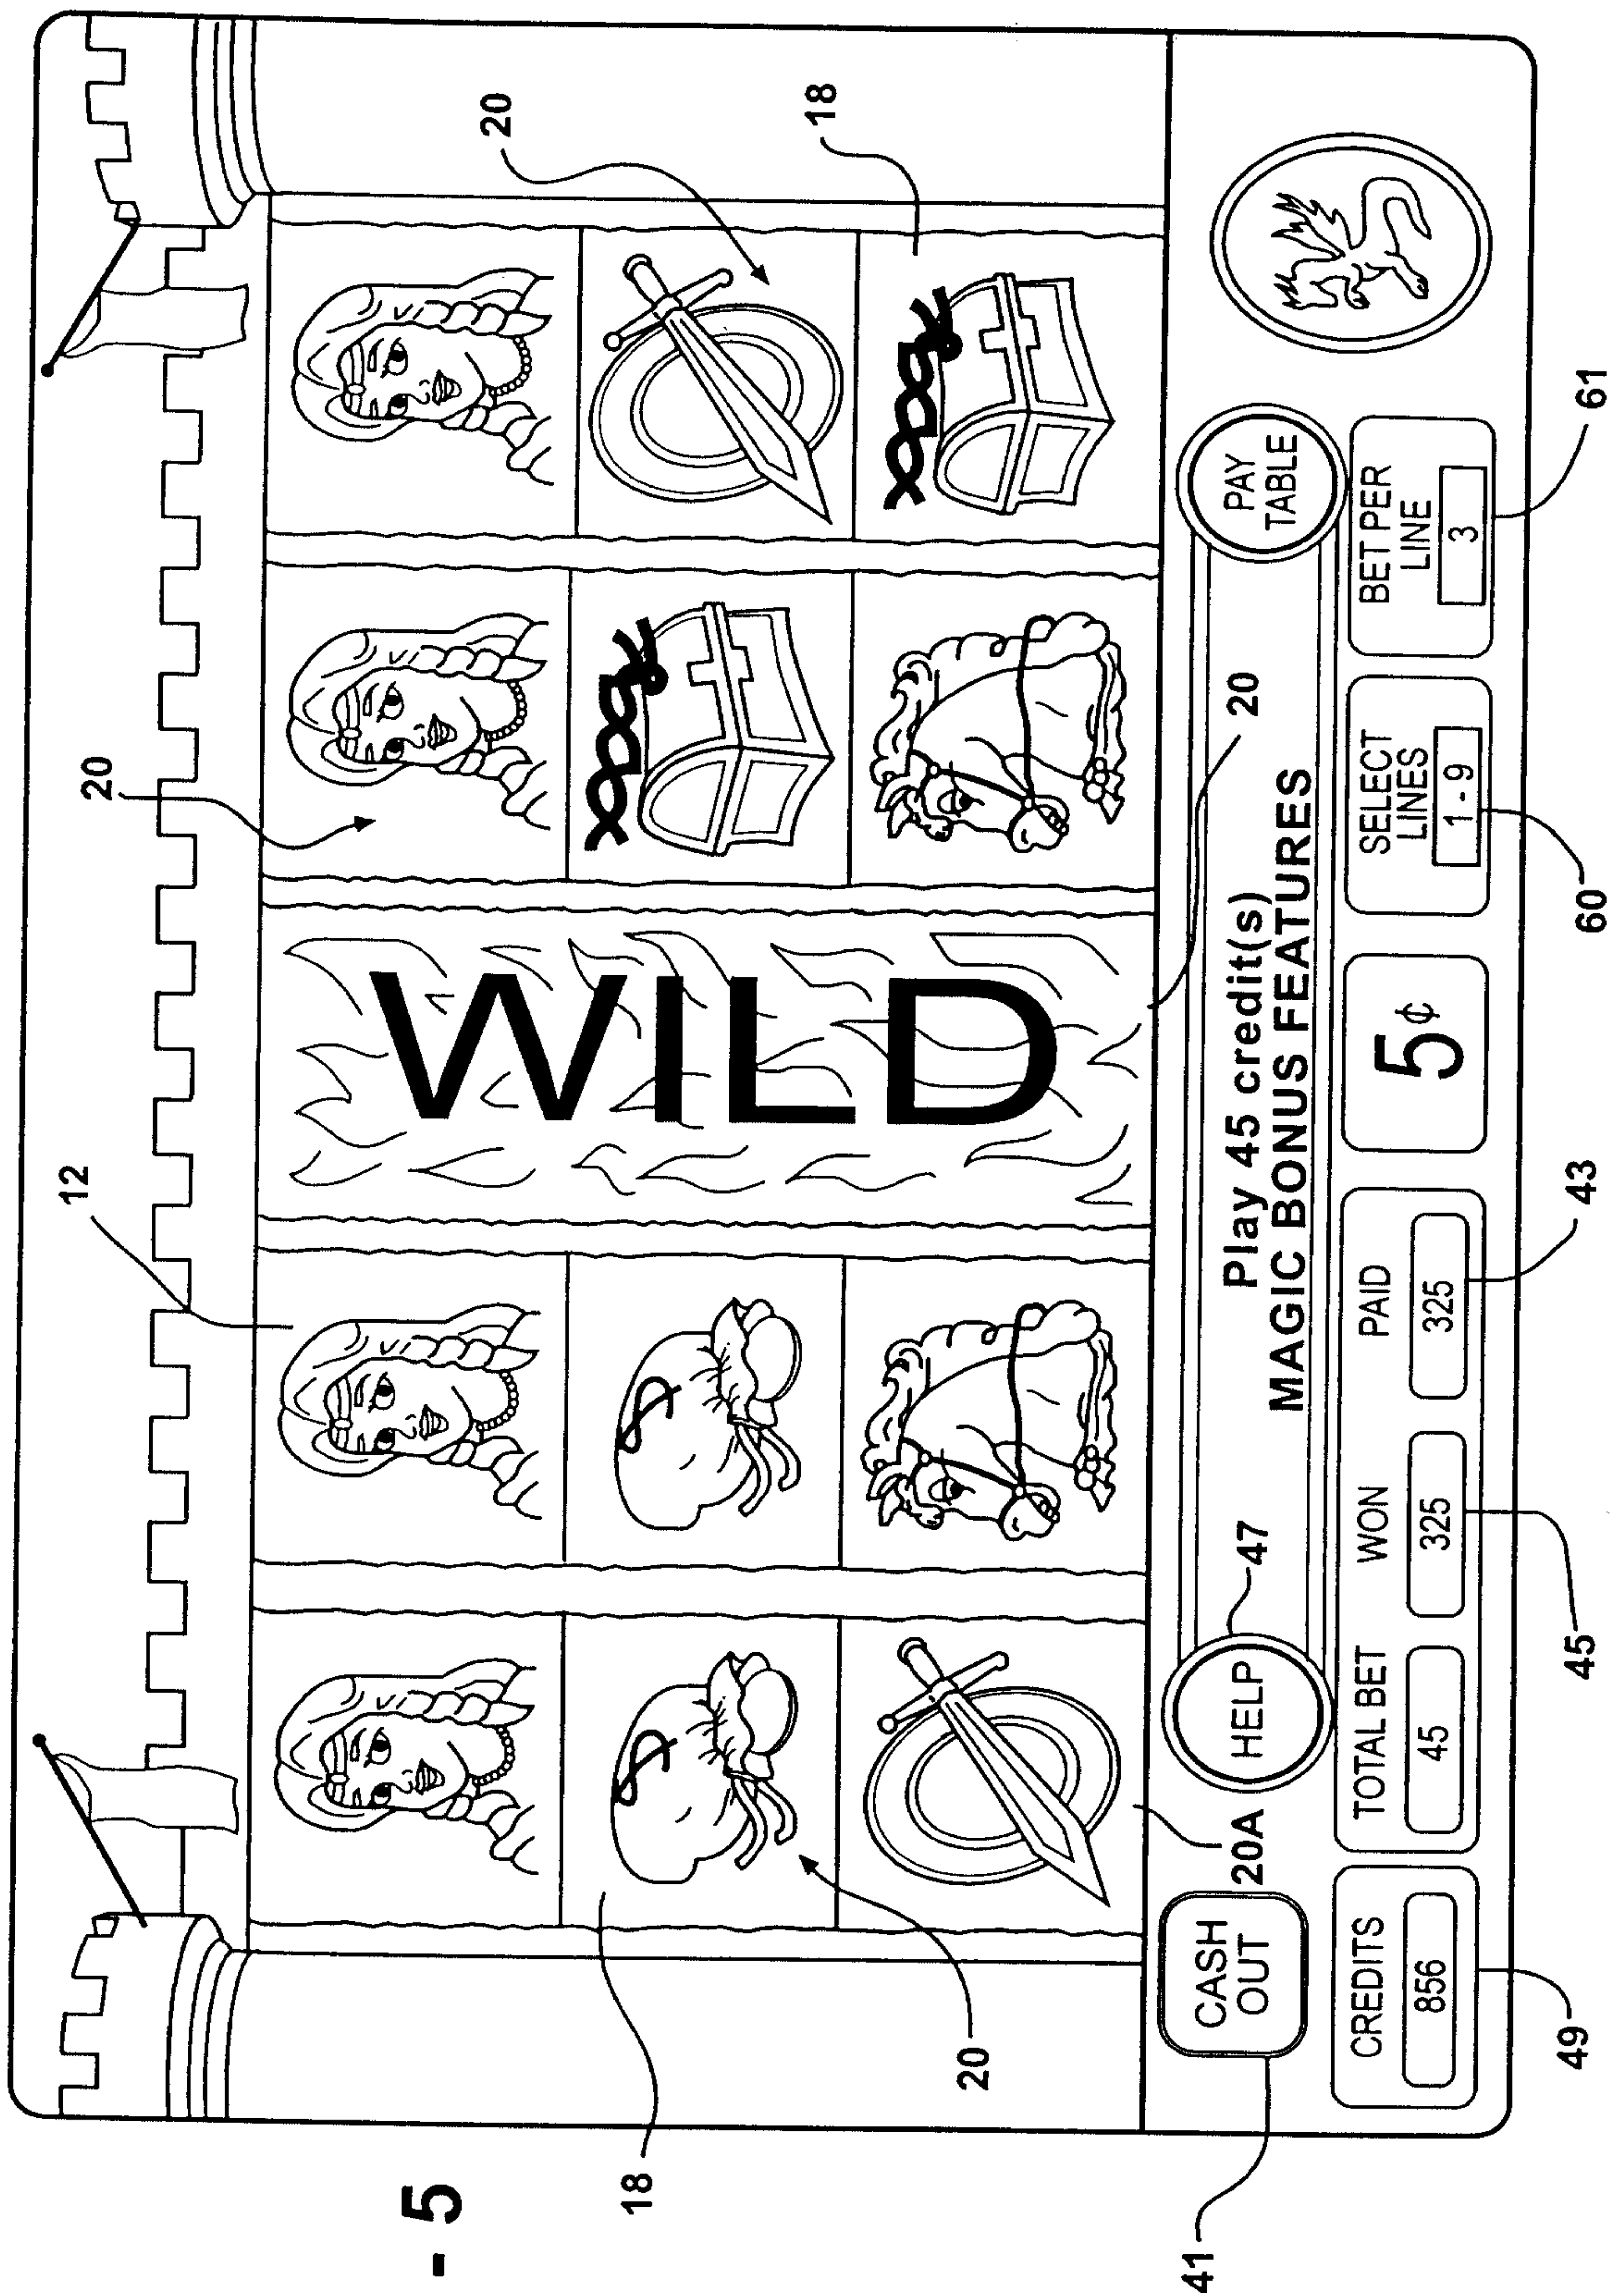 12
20
20
18
WILD
18
20
- 5
41
CASH
OUT
20A
HELP
47
Play 45 credit(s)
MAGIC BONUS FEATURES
20
PAY
TABLE
CREDITS
856
TOTAL BET
45
WON
325
PAID
325
5¢
SELECT
LINES
1 - 9
BET PER
LINE
3
49
45
43
60
61